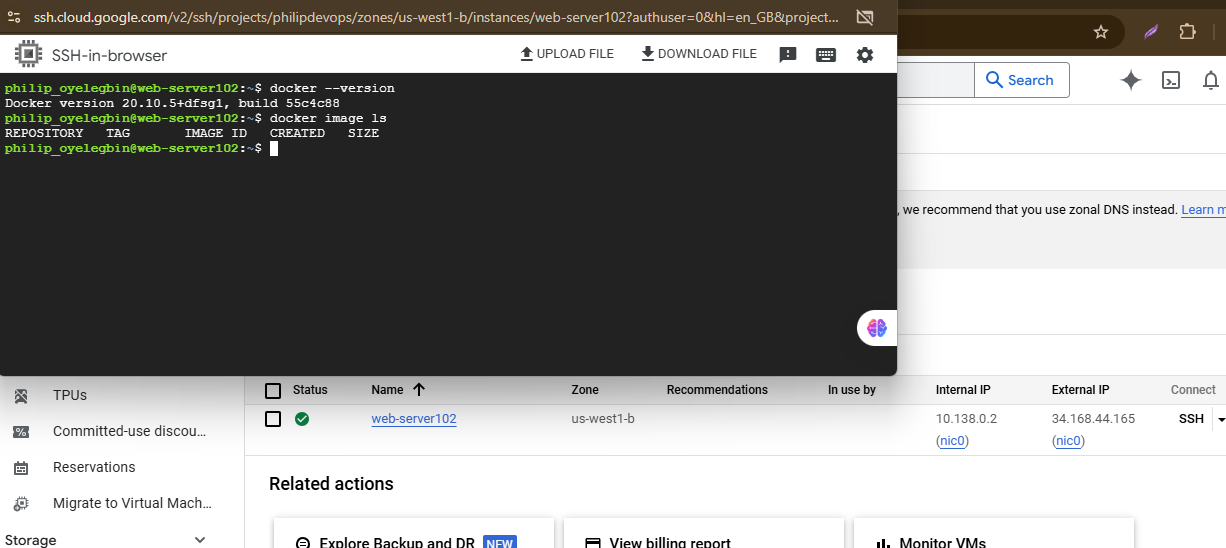 ssh.cloud.google.com/v2/ssh/projects/philipdevops/zones/us-west1-b/instances/web-server102?authuser=0&hl=en_GB&project...
SSH-in-browser
UPLOAD FILE
DOWNLOAD FILE
Search
philip_oyelegbin@web-server102:~$ docker --version
Docker version 20.10.5+dfsg1, build 55c4c88
philip_oyelegbin@web-server102:~$ docker image ls
REPOSITORY TAG IMAGE ID CREATED SIZE
philip_oyelegbin@web-server102:~$
, we recommend that you use zonal DNS instead. Learn m
TPUs
Committed-use discou...
Reservations
Migrate to Virtual Mach...
Storage
Status Name Zone Recommendations In use by Internal IP External IP Connect
web-server102 us-west1-b 10.138.0.2 34.168.44.165 SSH
(nic0) (nic0)
Related actions
Explore Backup and DR NEW
View billing report
Monitor VMs